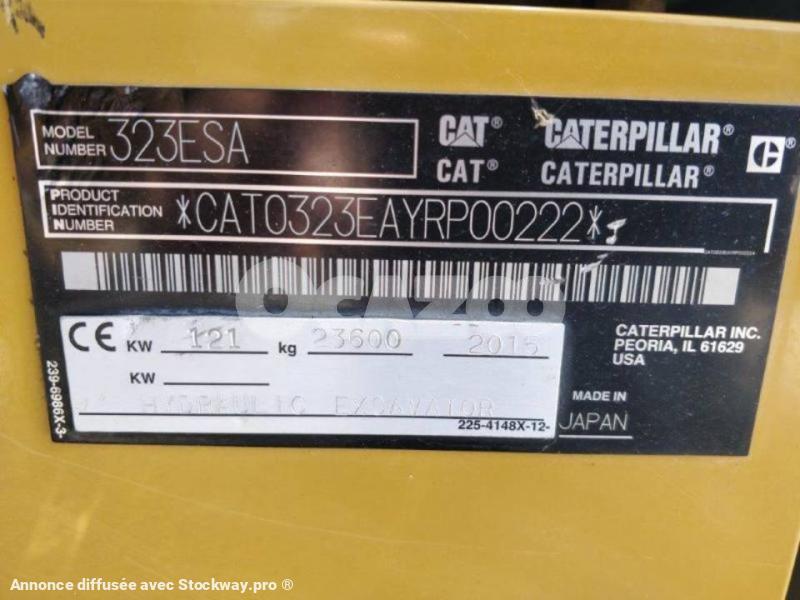 MODEL NUMBER 323ESA
CAT® CATERPILLAR®
CAT® CATERPILLAR®
PRODUCT IDENTIFICATION NUMBER *CAT0323EAYRP00222*
OCAZOO
CE KW 121 kg 23600 2015
KW
HYDRAULIC EXCAVATOR
225-4148X-12-
239-6986X-3-
CATERPILLAR INC.
PEORIA, IL 61629
USA
MADE IN
JAPAN
Annonce diffusée avec Stockway.pro ®